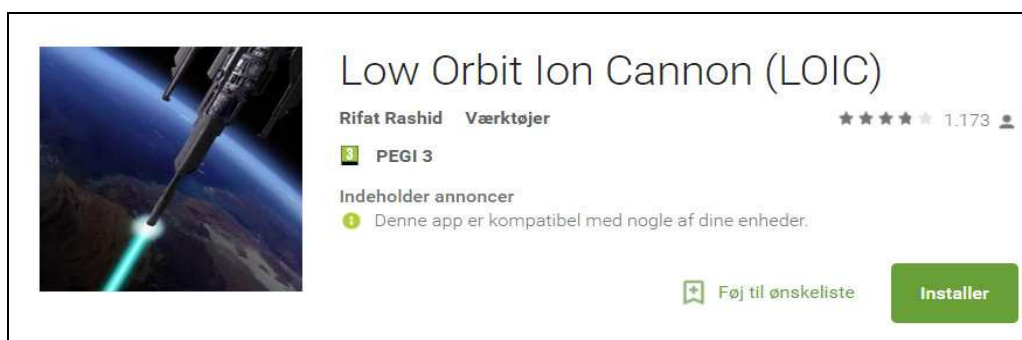 Low Orbit Ion Cannon (LOIC)
Rifat Rashid Værktøjer 1.173
3 PEGI 3
Indeholder annoncer
Denne app er kompatibel med nogle af dine enheder.
Føj til ønskeliste Installer